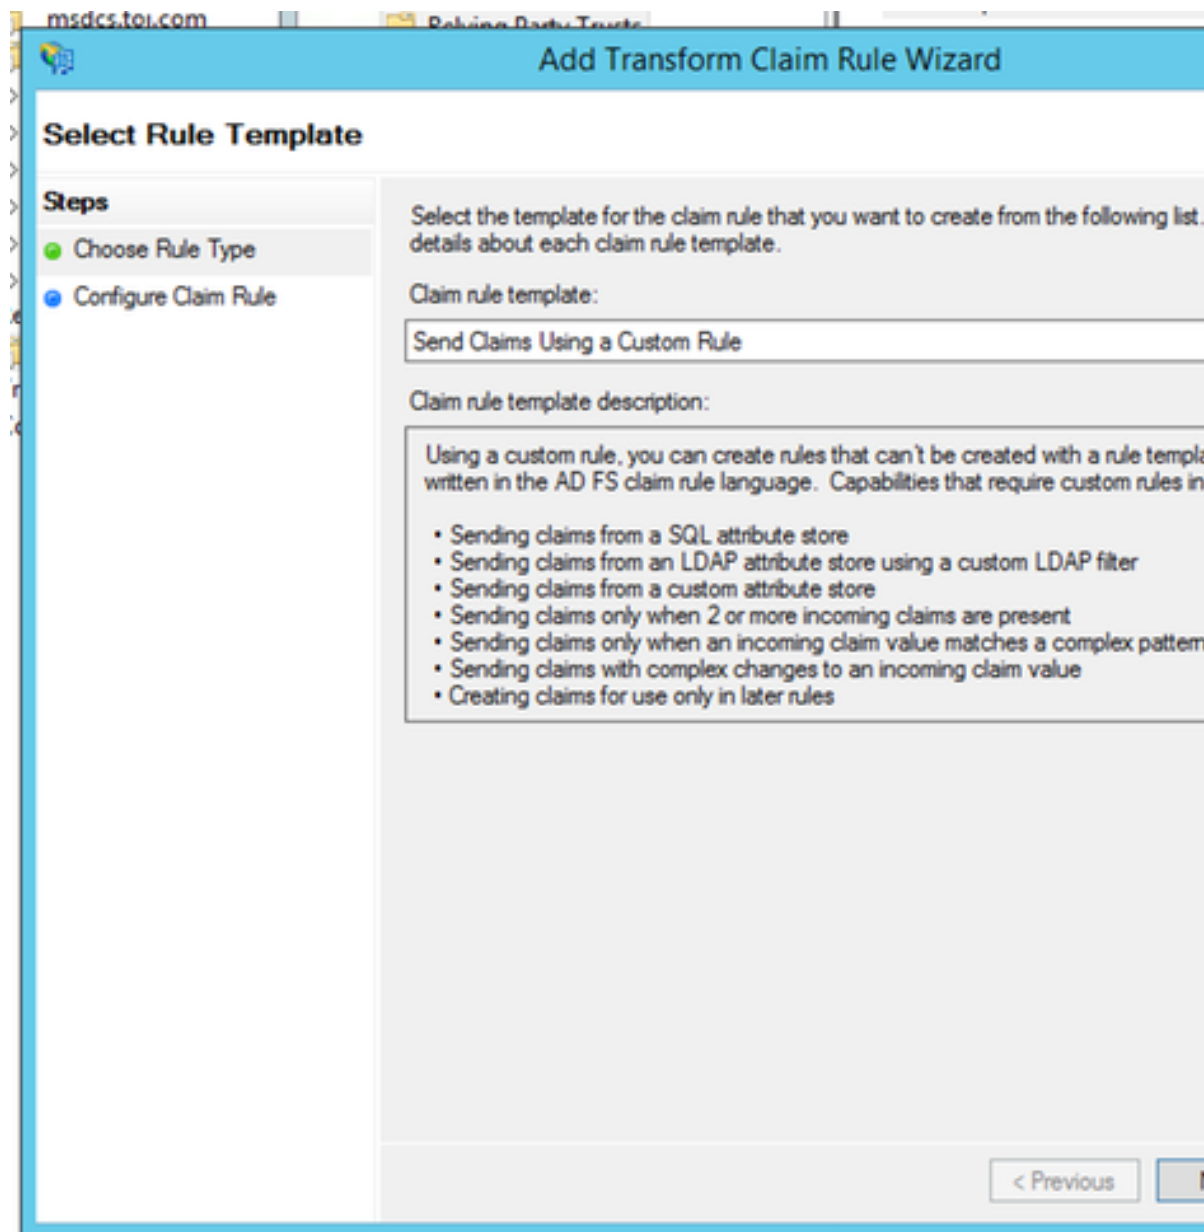 msdcs.toi.com
Relying Party Trusts
Add Transform Claim Rule Wizard
Select Rule Template
Steps
Choose Rule Type
Configure Claim Rule
Select the template for the claim rule that you want to create from the following list.
details about each claim rule template.
Claim rule template:
Send Claims Using a Custom Rule
Claim rule template description:
Using a custom rule, you can create rules that can't be created with a rule templa
written in the AD FS claim rule language. Capabilities that require custom rules in
• Sending claims from a SQL attribute store
• Sending claims from an LDAP attribute store using a custom LDAP filter
• Sending claims from a custom attribute store
• Sending claims only when 2 or more incoming claims are present
• Sending claims only when an incoming claim value matches a complex pattern
• Sending claims with complex changes to an incoming claim value
• Creating claims for use only in later rules
< Previous